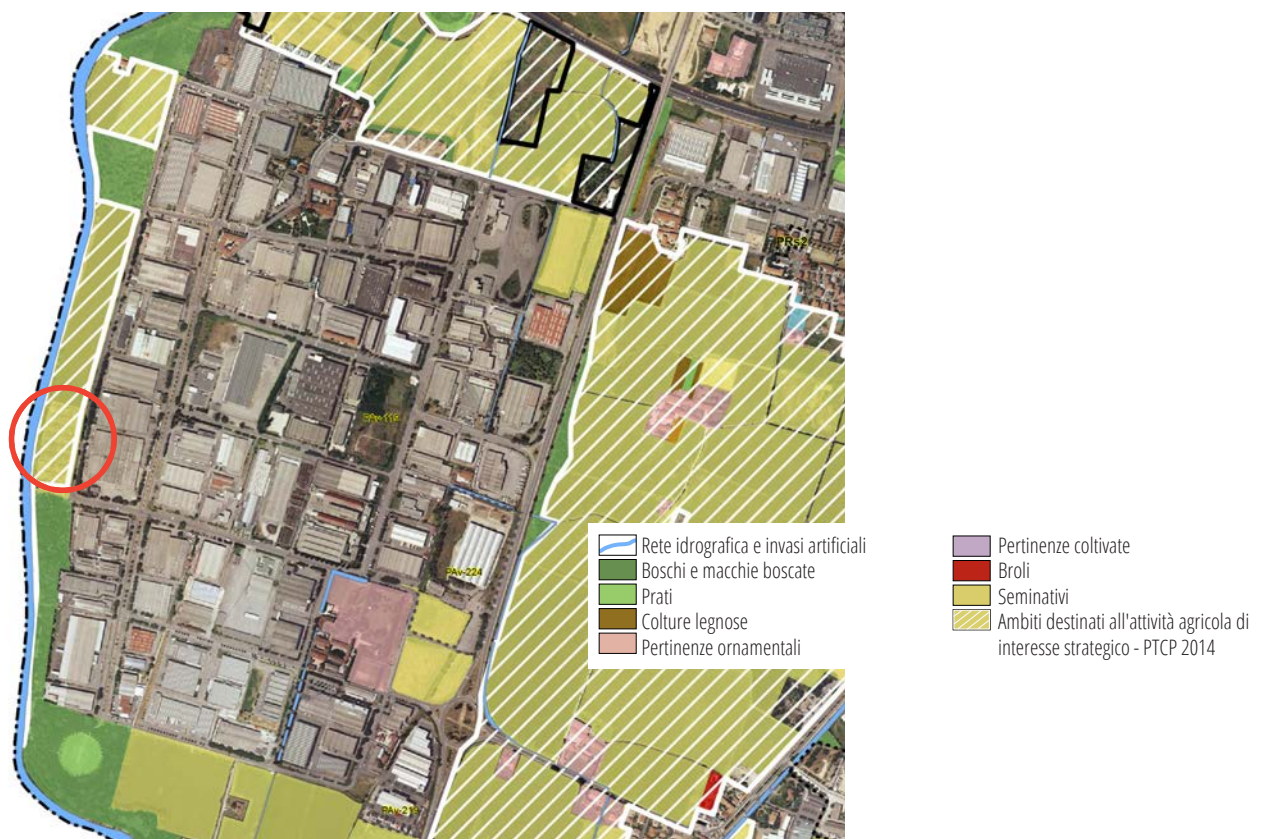 PRs2
PAv-224
Rete idrografica e invasi artificiali
Boschi e macchie boscate
Prati
Colture legnose
Pertinenze ornamentali
Pertinenze coltivate
Broli
Seminativi
Ambiti destinati all'attività agricola di
interesse strategico - PTCP 2014